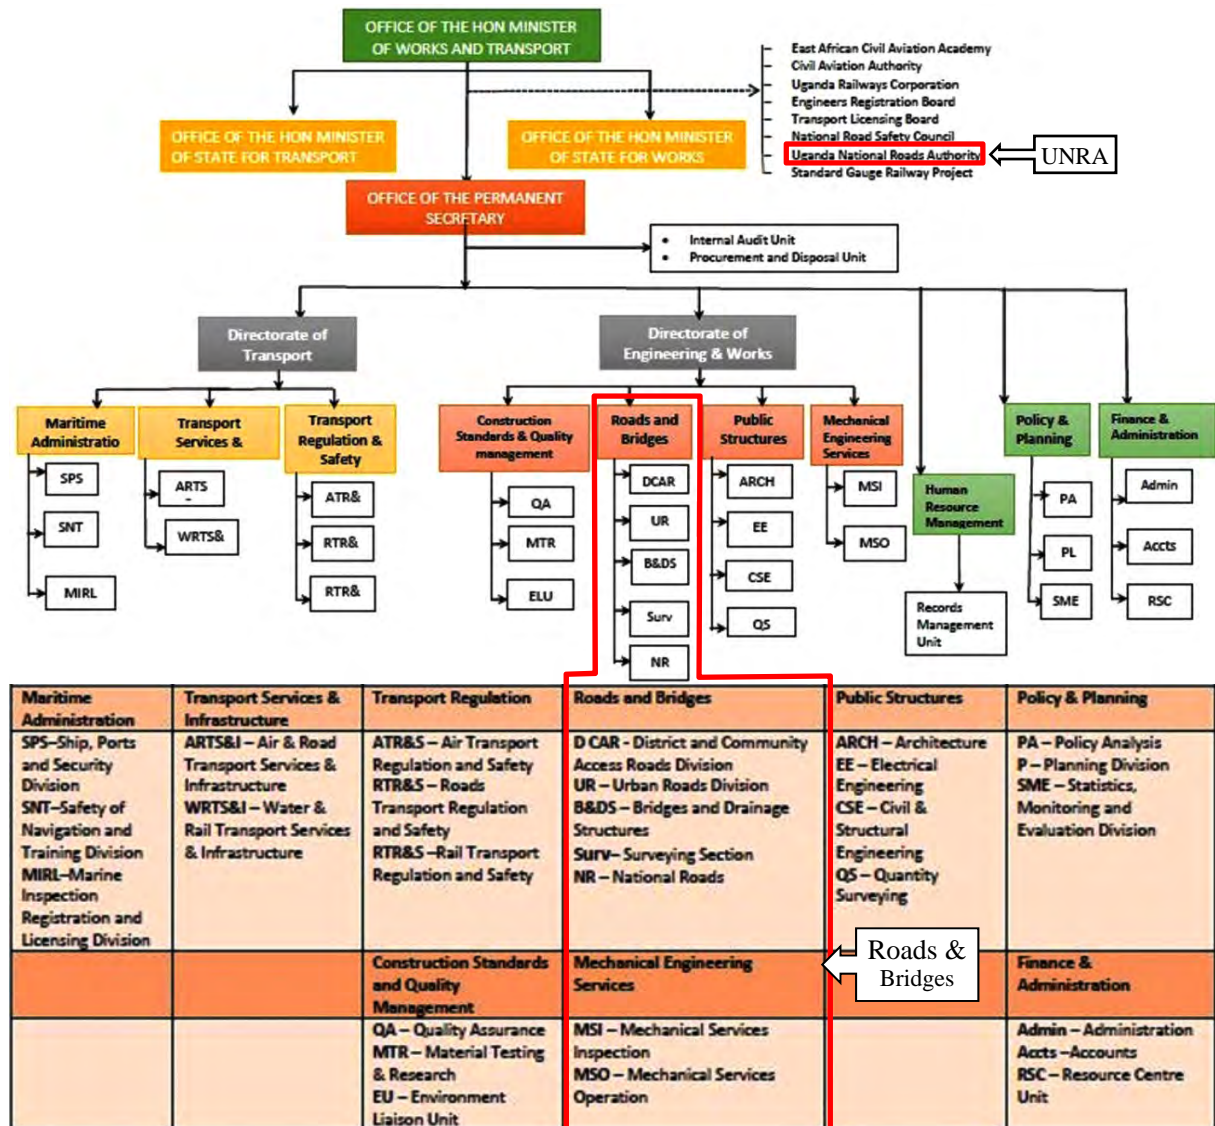 OFFICE OF THE HON MINISTER
OF WORKS AND TRANSPORT
East African Civil Aviation Academy
Civil Aviation Authority
Uganda Railways Corporation
Engineers Registration Board
Transport Licensing Board
National Road Safety Council
Uganda National Roads Authority
Standard Gauge Railway Project
UNRA
OFFICE OF THE HON MINISTER
OF STATE FOR TRANSPORT
OFFICE OF THE HON MINISTER
OF STATE FOR WORKS
OFFICE OF THE PERMANENT
SECRETARY
• Internal Audit Unit
• Procurement and Disposal Unit
Directorate of
Transport
Directorate of
Engineering & Works
Maritime
Administratio
SPS
SNT
MIRL
Transport
Services &
ARTS
WRTS&
Transport
Regulation &
Safety
ATR&
RTR&
RTR&
Construction
Standards & Quality
management
QA
MTR
ELU
Roads and
Bridges
DCAR
UR
B&DS
Surv
NR
Public
Structures
ARCH
EE
CSE
QS
Mechanical
Engineering
Services
MSI
MSO
Human
Resource
Management
Records
Management
Unit
Policy &
Planning
PA
PL
SME
Finance &
Administration
Admin
Accts
RSC
Maritime
Administration
Transport Services &
Infrastructure
Transport Regulation
Roads and Bridges
Public Structures
Policy & Planning
SPS–Ship, Ports
and Security
Division
SNT–Safety of
Navigation and
Training Division
MIRL–Marine
Inspection
Registration and
Licensing Division
ARTS&I – Air & Road
Transport Services &
Infrastructure
WRTS&I – Water &
Rail Transport Services
& Infrastructure
ATR&S – Air Transport
Regulation and Safety
RTR&S – Roads
Transport Regulation
and Safety
RTR&S –Rail Transport
Regulation and Safety
D CAR - District and Community
Access Roads Division
UR – Urban Roads Division
B&DS – Bridges and Drainage
Structures
Surv– Surveying Section
NR – National Roads
ARCH – Architecture
EE – Electrical
Engineering
CSE – Civil &
Structural
Engineering
QS – Quantity
Surveying
PA – Policy Analysis
P – Planning Division
SME – Statistics,
Monitoring and
Evaluation Division
Construction Standards
and Quality
Management
Mechanical Engineering
Services
Roads &
Bridges
Finance &
Administration
QA – Quality Assurance
MTR – Material Testing
& Research
EU – Environment
Liaison Unit
MSI – Mechanical Services
Inspection
MSO – Mechanical Services
Operation
Admin – Administration
Accts –Accounts
RSC – Resource Centre
Unit